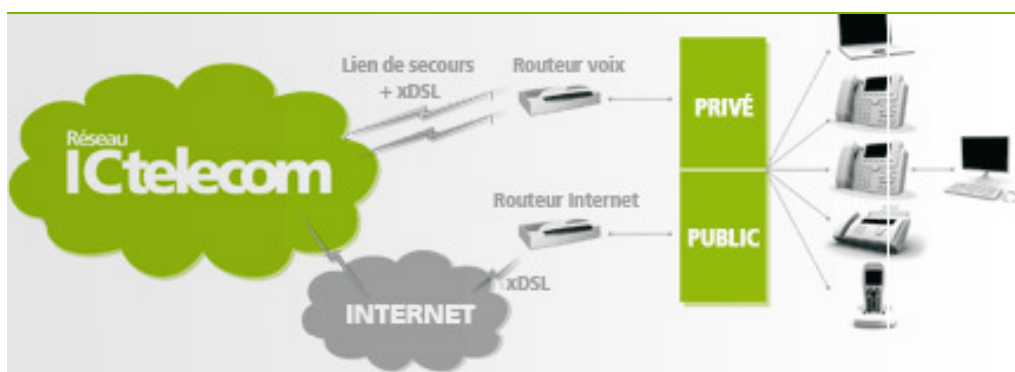 Lien de secours
+ xDSL
Routeur voix
Réseau
ICtelecom
PRIVÉ
Routeur Internet
PUBLIC
xDSL
INTERNET